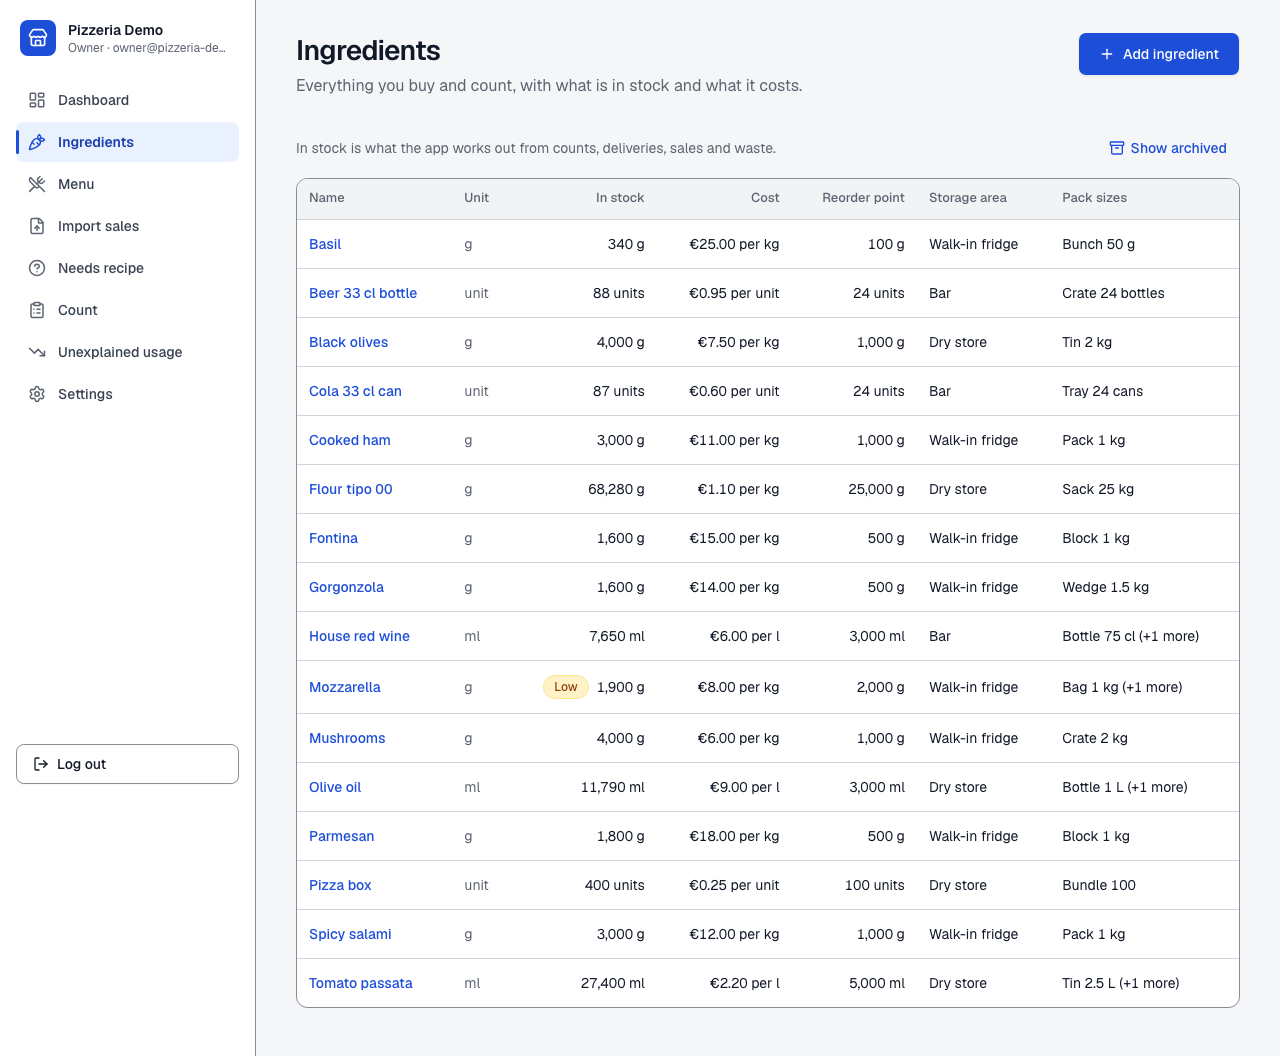 Pizzeria Demo
Owner · owner@pizzeria-de...
Dashboard
Ingredients
Menu
Import sales
Needs recipe
Count
Unexplained usage
Settings
Log out
Ingredients
Everything you buy and count, with what is in stock and what it costs.
Add ingredient
In stock is what the app works out from counts, deliveries, sales and waste.
Show archived
Name Unit In stock Cost Reorder point Storage area Pack sizes
Basil g 340 g €25.00 per kg 100 g Walk-in fridge Bunch 50 g
Beer 33 cl bottle unit 88 units €0.95 per unit 24 units Bar Crate 24 bottles
Black olives g 4,000 g €7.50 per kg 1,000 g Dry store Tin 2 kg
Cola 33 cl can unit 87 units €0.60 per unit 24 units Bar Tray 24 cans
Cooked ham g 3,000 g €11.00 per kg 1,000 g Walk-in fridge Pack 1 kg
Flour tipo 00 g 68,280 g €1.10 per kg 25,000 g Dry store Sack 25 kg
Fontina g 1,600 g €15.00 per kg 500 g Walk-in fridge Block 1 kg
Gorgonzola g 1,600 g €14.00 per kg 500 g Walk-in fridge Wedge 1.5 kg
House red wine ml 7,650 ml €6.00 per l 3,000 ml Bar Bottle 75 cl (+1 more)
Mozzarella g Low 1,900 g €8.00 per kg 2,000 g Walk-in fridge Bag 1 kg (+1 more)
Mushrooms g 4,000 g €6.00 per kg 1,000 g Walk-in fridge Crate 2 kg
Olive oil ml 11,790 ml €9.00 per l 3,000 ml Dry store Bottle 1 L (+1 more)
Parmesan g 1,800 g €18.00 per kg 500 g Walk-in fridge Block 1 kg
Pizza box unit 400 units €0.25 per unit 100 units Dry store Bundle 100
Spicy salami g 3,000 g €12.00 per kg 1,000 g Walk-in fridge Pack 1 kg
Tomato passata ml 27,400 ml €2.20 per l 5,000 ml Dry store Tin 2.5 L (+1 more)